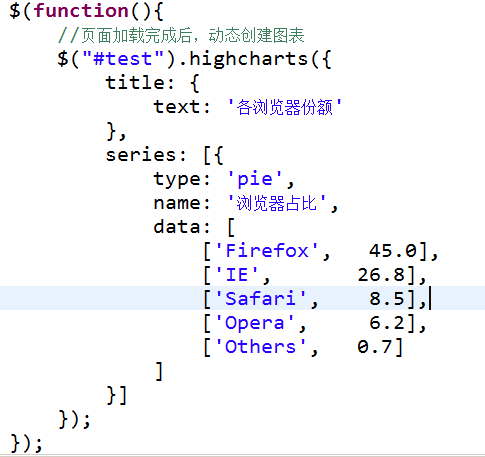 $(function(){
    //页面加载完成后，动态创建图表
    $("#test").highcharts({
        title: {
            text: '各浏览器份额'
        },
        series: [{
            type: 'pie',
            name: '浏览器占比',
            data: [
                ['Firefox',   45.0],
                ['IE',       26.8],
                ['Safari',    8.5],
                ['Opera',     6.2],
                ['Others',   0.7]
            ]
        }]
    });
});